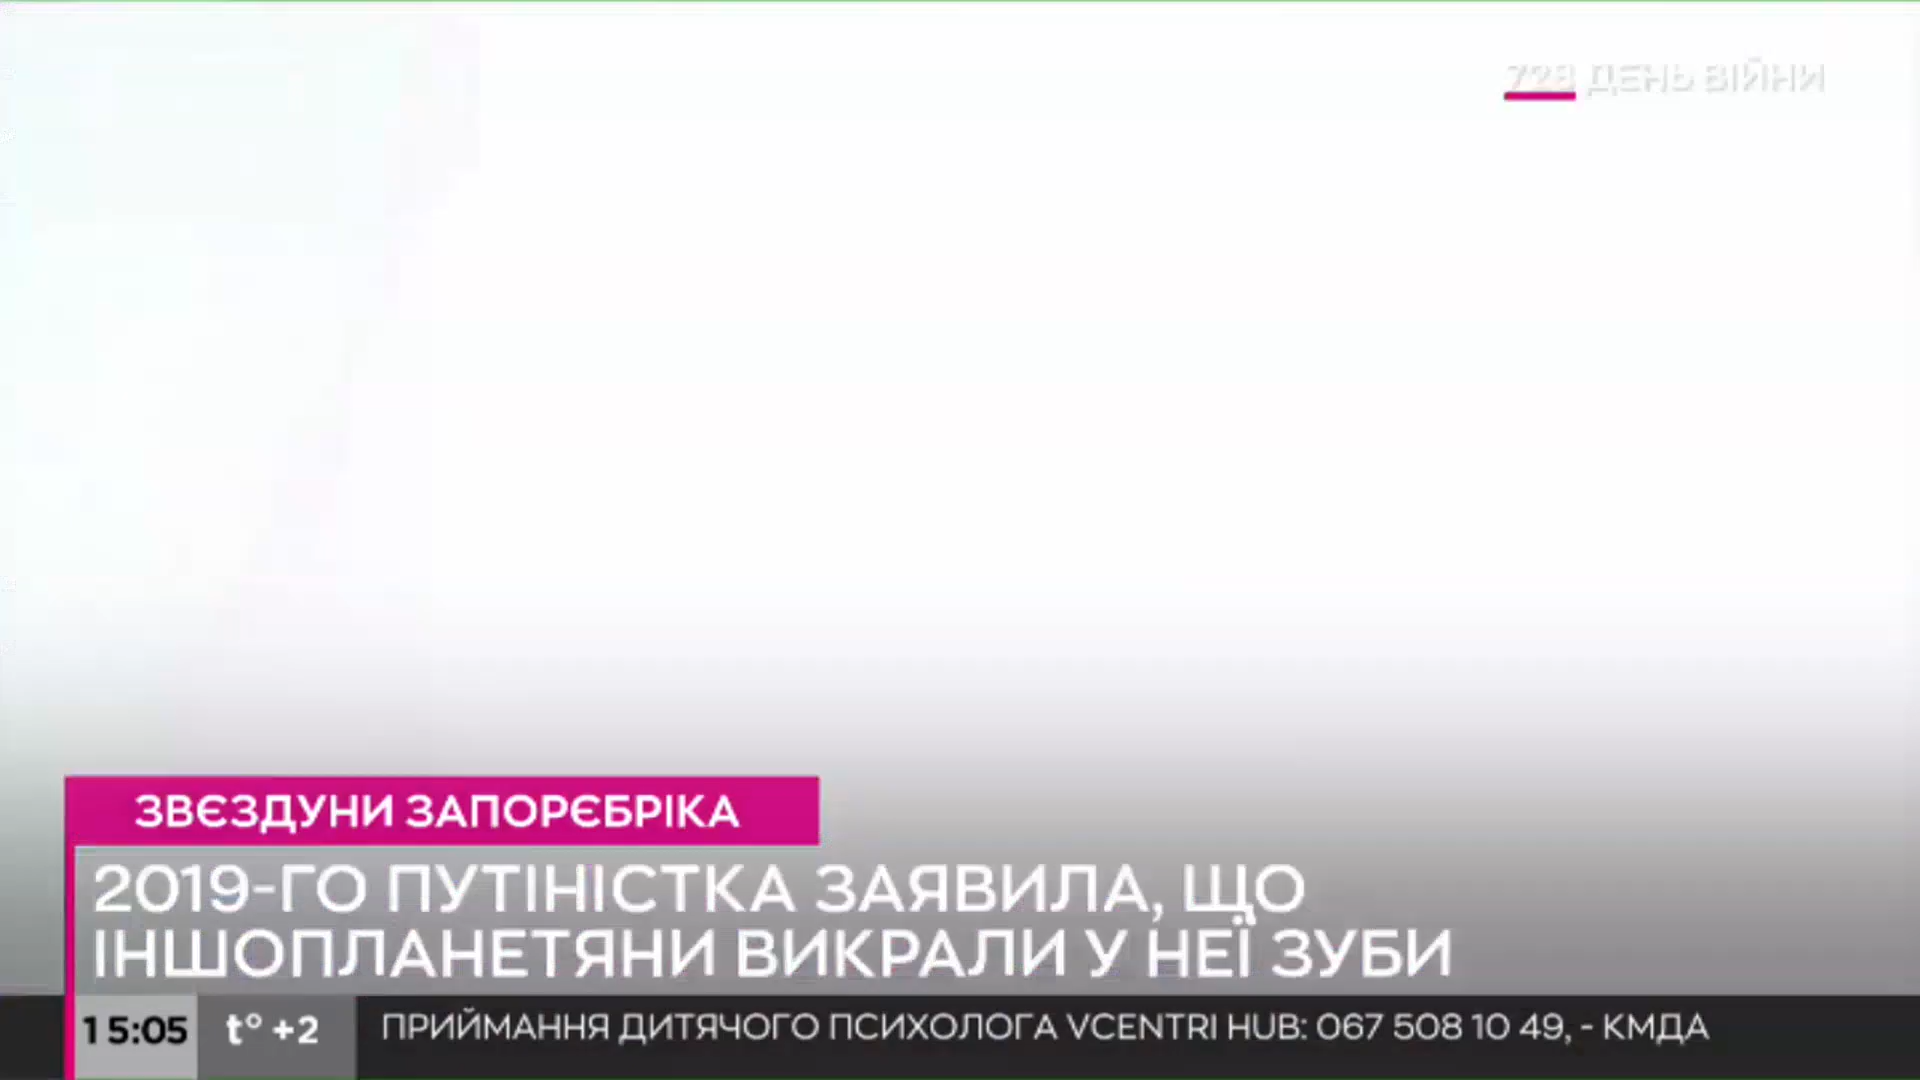 728 ДЕНЬ ВІЙНИ
ЗВЄЗДУНИ ЗАПОРЄБРІКА
2019-ГО ПУТІНІСТКА ЗАЯВИЛА, ЩО
ІНШОПЛАНЕТЯНИ ВИКРАЛИ У НЕЇ ЗУБИ
15:05 t° +2 ПРИЙМАННЯ ДИТЯЧОГО ПСИХОЛОГА VCENTRI HUB: 067 508 10 49, - КМДА